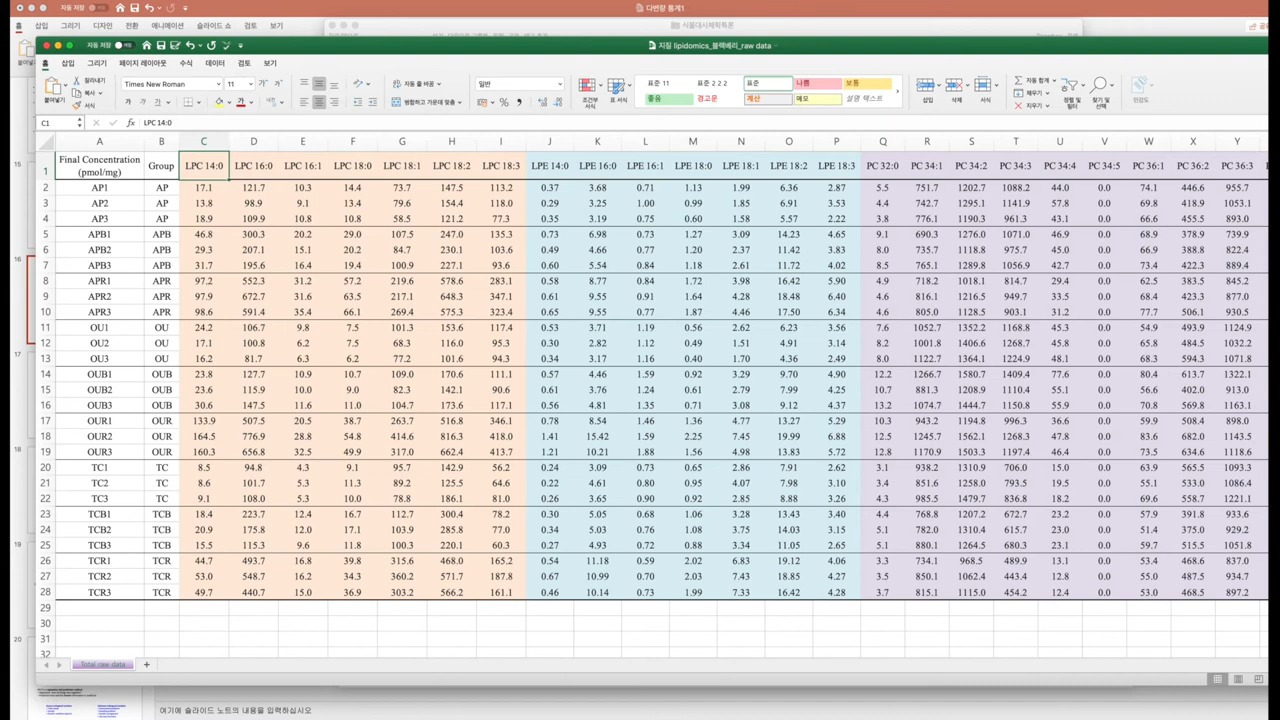 자동 저장 다변량 통계1
홈 삽입 그리기 디자인 전환 애니메이션 슬라이드 쇼 검토 보기 식물대사체학특론
자동 저장 지질 lipidomics_블랙베리_raw data
홈 삽입 그리기 페이지 레이아웃 수식 데이터 검토 보기
붙여넣기 잘라내기 복사 서식 Times New Roman 11 자동 줄 바꿈 병합하고 가운데 맞춤 일반 조건부 서식 표 서식 표준 11 표준 2 2 2 표준 나쁨 보통 좋음 경고문 계산 메모 설명 텍스트 삽입 삭제 서식 자동 합계 채우기 지우기 정렬 및 필터 찾기 및 선택 민감도
C1 fx LPC 14:0
A B C D E F G H I J K L M N O P Q R S T U V W X Y
1 Final Concentration (pmol/mg) Group LPC 14:0 LPC 16:0 LPC 16:1 LPC 18:0 LPC 18:1 LPC 18:2 LPC 18:3 LPE 14:0 LPE 16:0 LPE 16:1 LPE 18:0 LPE 18:1 LPE 18:2 LPE 18:3 PC 32:0 PC 34:1 PC 34:2 PC 34:3 PC 34:4 PC 34:5 PC 36:1 PC 36:2 PC 36:3
2 AP1 AP 17.1 121.7 10.3 14.4 73.7 147.5 113.2 0.37 3.68 0.71 1.13 1.99 6.36 2.87 5.5 751.7 1202.7 1088.2 44.0 0.0 74.1 446.6 955.7
3 AP2 AP 13.8 98.9 9.1 13.4 79.6 154.4 118.0 0.29 3.25 1.00 0.99 1.85 6.91 3.53 4.4 742.7 1295.1 1141.9 57.8 0.0 69.9 418.9 1053.1
4 AP3 AP 18.9 109.9 10.8 10.8 58.5 121.2 77.3 0.35 3.19 0.75 0.60 1.58 5.57 2.22 3.8 776.1 1190.3 961.3 43.1 0.0 66.6 455.5 893.0
5 APB1 APB 46.8 300.3 20.2 29.0 107.5 247.0 135.3 0.73 6.98 0.73 1.27 3.09 14.23 4.65 9.1 690.3 1276.0 1071.0 46.9 0.0 68.9 378.9 739.9
6 APB2 APB 29.3 207.1 15.1 20.2 84.7 230.1 103.6 0.49 4.66 0.77 1.20 2.37 11.42 3.83 8.0 735.7 1118.8 975.7 45.0 0.0 66.9 388.8 822.4
7 APB3 APB 31.7 195.6 16.4 19.4 100.9 227.1 93.6 0.60 5.54 0.84 1.18 2.61 11.72 4.02 8.5 765.1 1289.8 1056.9 42.7 0.0 73.4 422.3 889.4
8 APR1 APR 97.2 552.3 31.2 57.2 219.6 578.6 283.1 0.58 8.77 0.84 1.72 3.98 16.42 5.90 4.9 718.2 1018.1 814.7 29.4 0.0 62.5 383.5 845.2
9 APR2 APR 97.9 672.7 31.6 63.5 217.1 648.3 347.1 0.61 9.55 0.91 1.64 4.28 18.48 6.40 4.6 816.1 1216.5 949.7 33.5 0.0 68.4 423.3 877.0
10 APR3 APR 98.6 591.4 35.4 66.1 269.4 575.3 323.4 0.65 9.55 0.77 1.87 4.46 17.50 6.34 4.6 805.0 1128.5 903.1 31.2 0.0 77.7 506.1 930.5
11 OU1 OU 24.2 106.7 9.8 7.5 101.3 153.6 117.4 0.53 3.71 1.19 0.56 2.62 6.23 3.56 7.6 1052.7 1352.2 1168.8 45.3 0.0 54.9 493.9 1124.9
12 OU2 OU 17.1 100.8 6.2 7.5 68.3 116.0 95.3 0.30 2.82 1.12 0.49 1.51 4.91 3.14 8.2 1001.8 1406.6 1268.7 45.8 0.0 65.2 484.5 1032.2
13 OU3 OU 16.2 81.7 6.3 6.2 77.2 101.6 94.3 0.34 3.17 1.16 0.40 1.70 4.36 2.49 8.0 1122.7 1364.1 1224.9 48.1 0.0 68.3 594.3 1071.8
14 OUB1 OUB 23.8 127.7 10.9 10.7 109.0 170.6 111.1 0.57 4.46 1.59 0.92 3.29 9.70 4.90 12.2 1266.7 1580.7 1409.4 77.6 0.0 80.4 613.7 1322.1
15 OUB2 OUB 23.6 115.9 10.0 9.0 82.3 142.1 90.6 0.61 3.76 1.24 0.61 2.79 7.99 4.25 10.7 881.3 1208.9 1110.4 55.1 0.0 56.6 402.0 913.0
16 OUB3 OUB 30.6 147.5 11.6 11.0 104.7 173.6 117.1 0.56 4.81 1.35 0.71 3.08 9.12 4.37 13.2 1074.7 1444.7 1150.8 55.9 0.0 70.8 569.8 1163.1
17 OUR1 OUR 133.9 507.5 20.5 38.7 263.7 516.8 346.1 0.78 8.54 1.46 1.36 4.77 13.27 5.29 10.3 943.2 1194.8 996.3 36.6 0.0 59.9 508.4 898.0
18 OUR2 OUR 164.5 776.9 28.8 54.8 414.6 816.3 418.0 1.41 15.42 1.59 2.25 7.45 19.99 6.88 12.5 1245.7 1561.2 1268.1 47.8 0.0 83.6 682.0 1143.5
19 OUR3 OUR 160.3 656.8 32.5 49.9 317.0 662.4 413.7 1.21 10.21 1.88 1.56 4.98 13.83 5.72 12.8 1170.9 1503.3 1197.4 46.4 0.0 73.5 634.6 1118.6
20 TC1 TC 8.5 94.8 4.3 9.1 95.7 142.9 56.2 0.24 3.09 0.73 0.65 2.86 7.91 2.62 3.1 938.2 1310.9 706.0 15.0 0.0 63.9 565.5 1093.3
21 TC2 TC 8.6 101.7 5.3 11.3 89.2 125.5 64.6 0.22 4.61 0.80 0.95 4.07 7.98 3.10 3.4 851.6 1258.0 793.5 19.5 0.0 55.1 533.0 1086.4
22 TC3 TC 9.1 108.0 5.3 10.0 78.8 186.1 81.0 0.26 3.65 0.90 0.92 2.85 8.88 3.26 4.3 985.5 1479.7 836.8 18.2 0.0 69.6 558.7 1221.1
23 TCB1 TCB 18.4 223.7 12.4 16.7 112.7 300.4 78.2 0.30 5.05 0.68 1.06 3.28 13.43 3.40 4.4 768.8 1207.2 672.7 23.2 0.0 57.9 391.8 933.6
24 TCB2 TCB 20.9 175.8 12.0 17.1 103.9 285.8 77.0 0.34 5.03 0.76 1.08 3.75 14.03 3.15 5.1 782.0 1310.4 615.7 23.0 0.0 51.4 375.0 929.2
25 TCB3 TCB 15.5 115.3 9.6 11.8 100.3 220.1 60.3 0.27 4.93 0.72 0.88 3.34 11.05 2.65 5.1 880.1 1264.5 680.3 23.1 0.0 59.7 515.5 1051.8
26 TCR1 TCR 44.7 493.7 16.8 39.8 315.6 468.0 165.2 0.54 11.18 0.59 2.02 6.83 19.12 4.06 3.3 734.1 968.5 489.9 13.1 0.0 53.4 468.6 837.0
27 TCR2 TCR 53.0 548.7 16.2 34.3 360.2 571.7 187.8 0.67 10.99 0.70 2.03 7.43 18.85 4.27 3.5 850.1 1062.4 443.4 12.8 0.0 55.0 487.5 934.7
28 TCR3 TCR 49.7 440.7 15.0 36.9 303.2 566.2 161.1 0.46 10.14 0.73 1.99 7.33 16.42 4.28 3.7 815.1 1115.0 454.2 12.4 0.0 53.0 468.5 897.2
29
30
31
32
Total raw data
15
16
17
18
19
20
여기에 슬라이드 노트의 내용을 입력하십시오